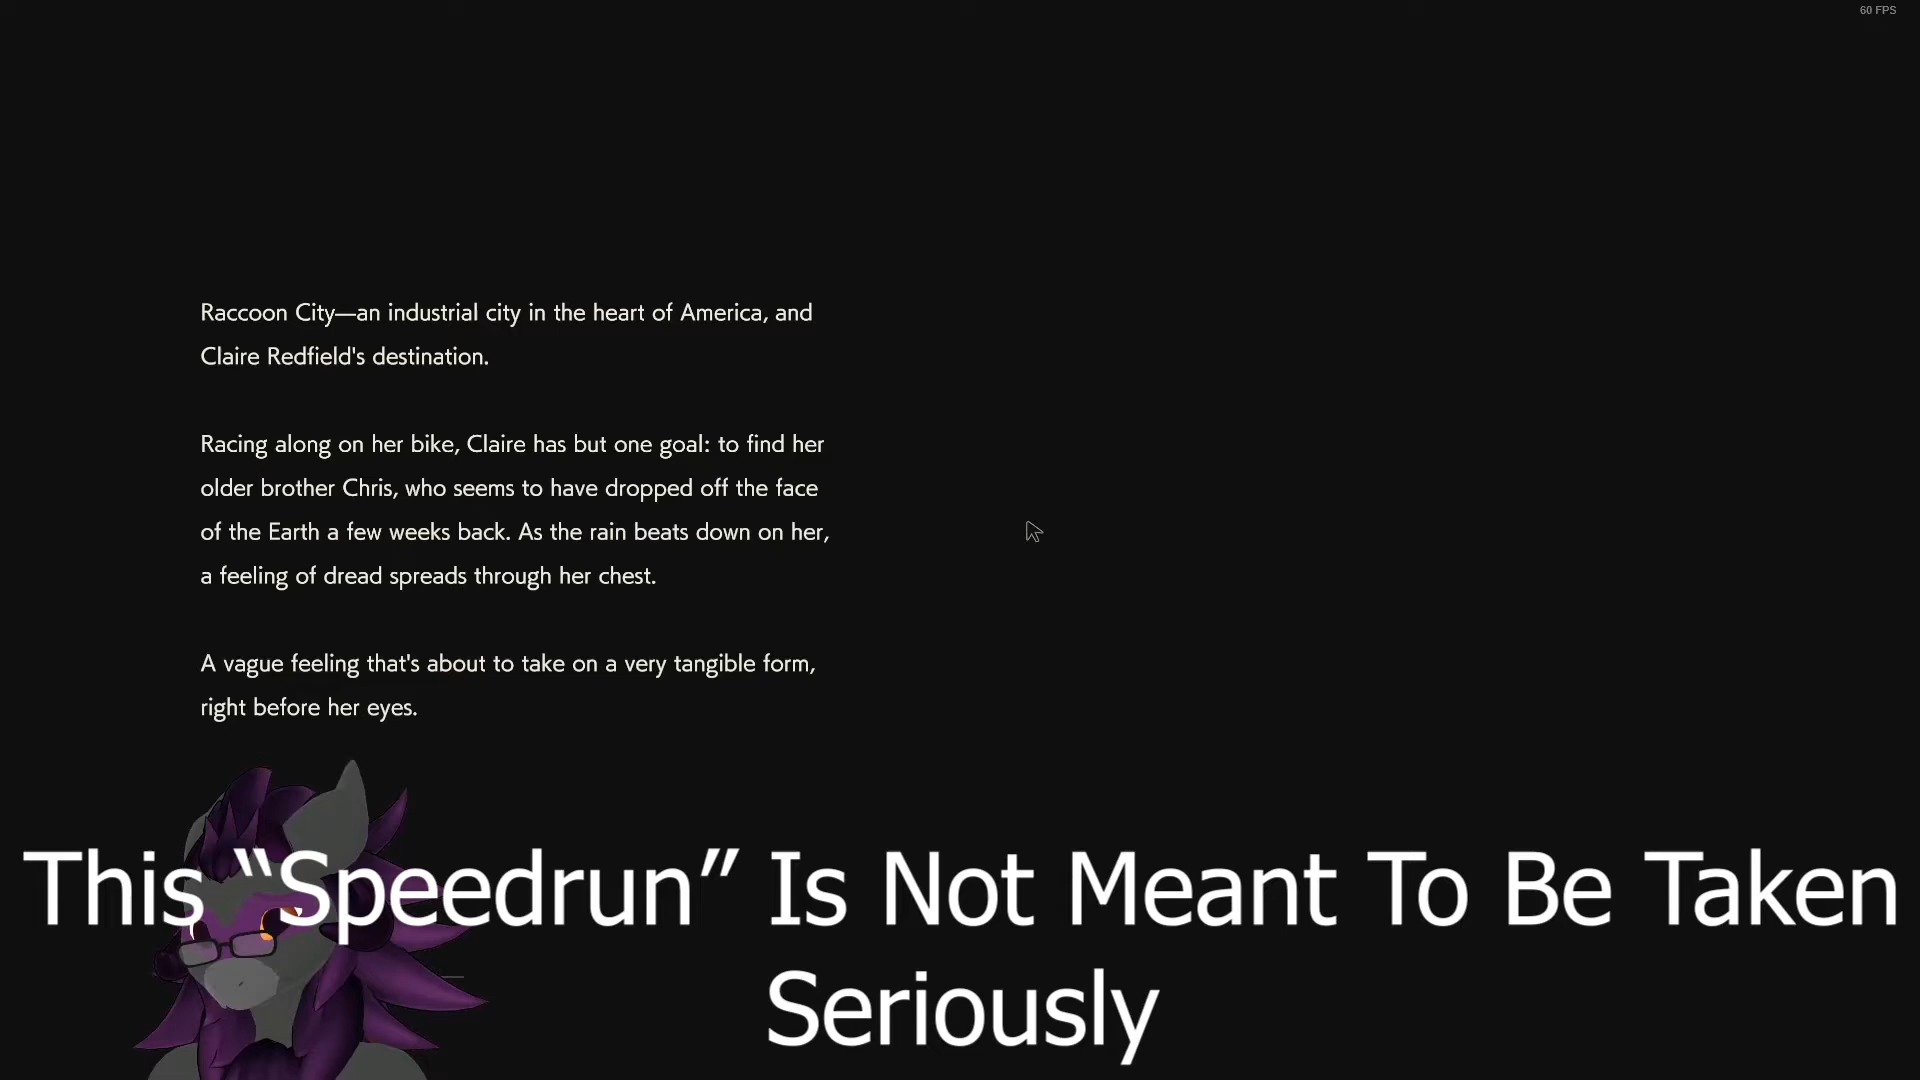 60 FPS
Raccoon City—an industrial city in the heart of America, and
Claire Redfield's destination.
Racing along on her bike, Claire has but one goal: to find her
older brother Chris, who seems to have dropped off the face
of the Earth a few weeks back. As the rain beats down on her,
a feeling of dread spreads through her chest.
A vague feeling that's about to take on a very tangible form,
right before her eyes.
This “Speedrun” Is Not Meant To Be Taken
Seriously